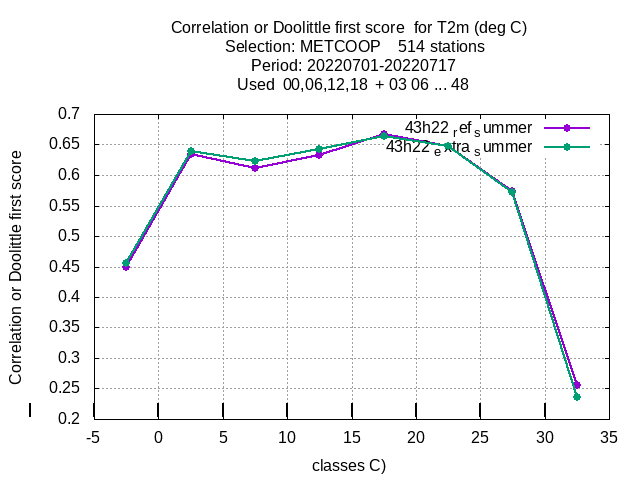 Correlation or Doolittle first score for T2m (deg C)
Selection: METCOOP 514 stations
Period: 20220701-20220717
Used 00,06,12,18 + 03 06 ... 48
43h22 ref summer
43h22 extra summer
Correlation or Doolittle first score
0.7
0.65
0.6
0.55
0.5
0.45
0.4
0.35
0.3
0.25
0.2
-5 0 5 10 15 20 25 30 35
classes C)